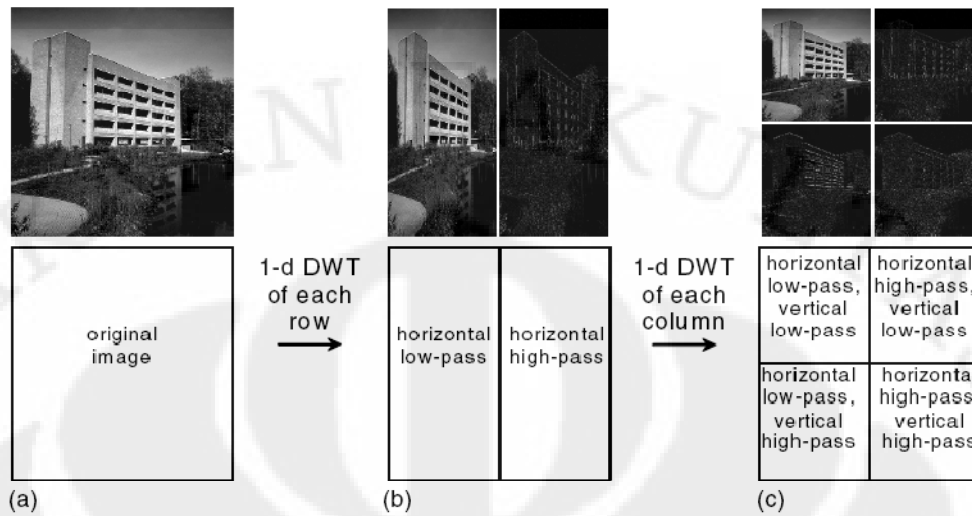 original
image
(a)
1-d DWT
of each
row
horizontal
low-pass
horizontal
high-pass
(b)
1-d DWT
of each
column
horizontal
low-pass,
vertical
low-pass
horizontal
high-pass,
vertical
low-pass
horizontal
low-pass,
vertical
high-pass
horizonta
high-pass
vertical
high-pass
(c)